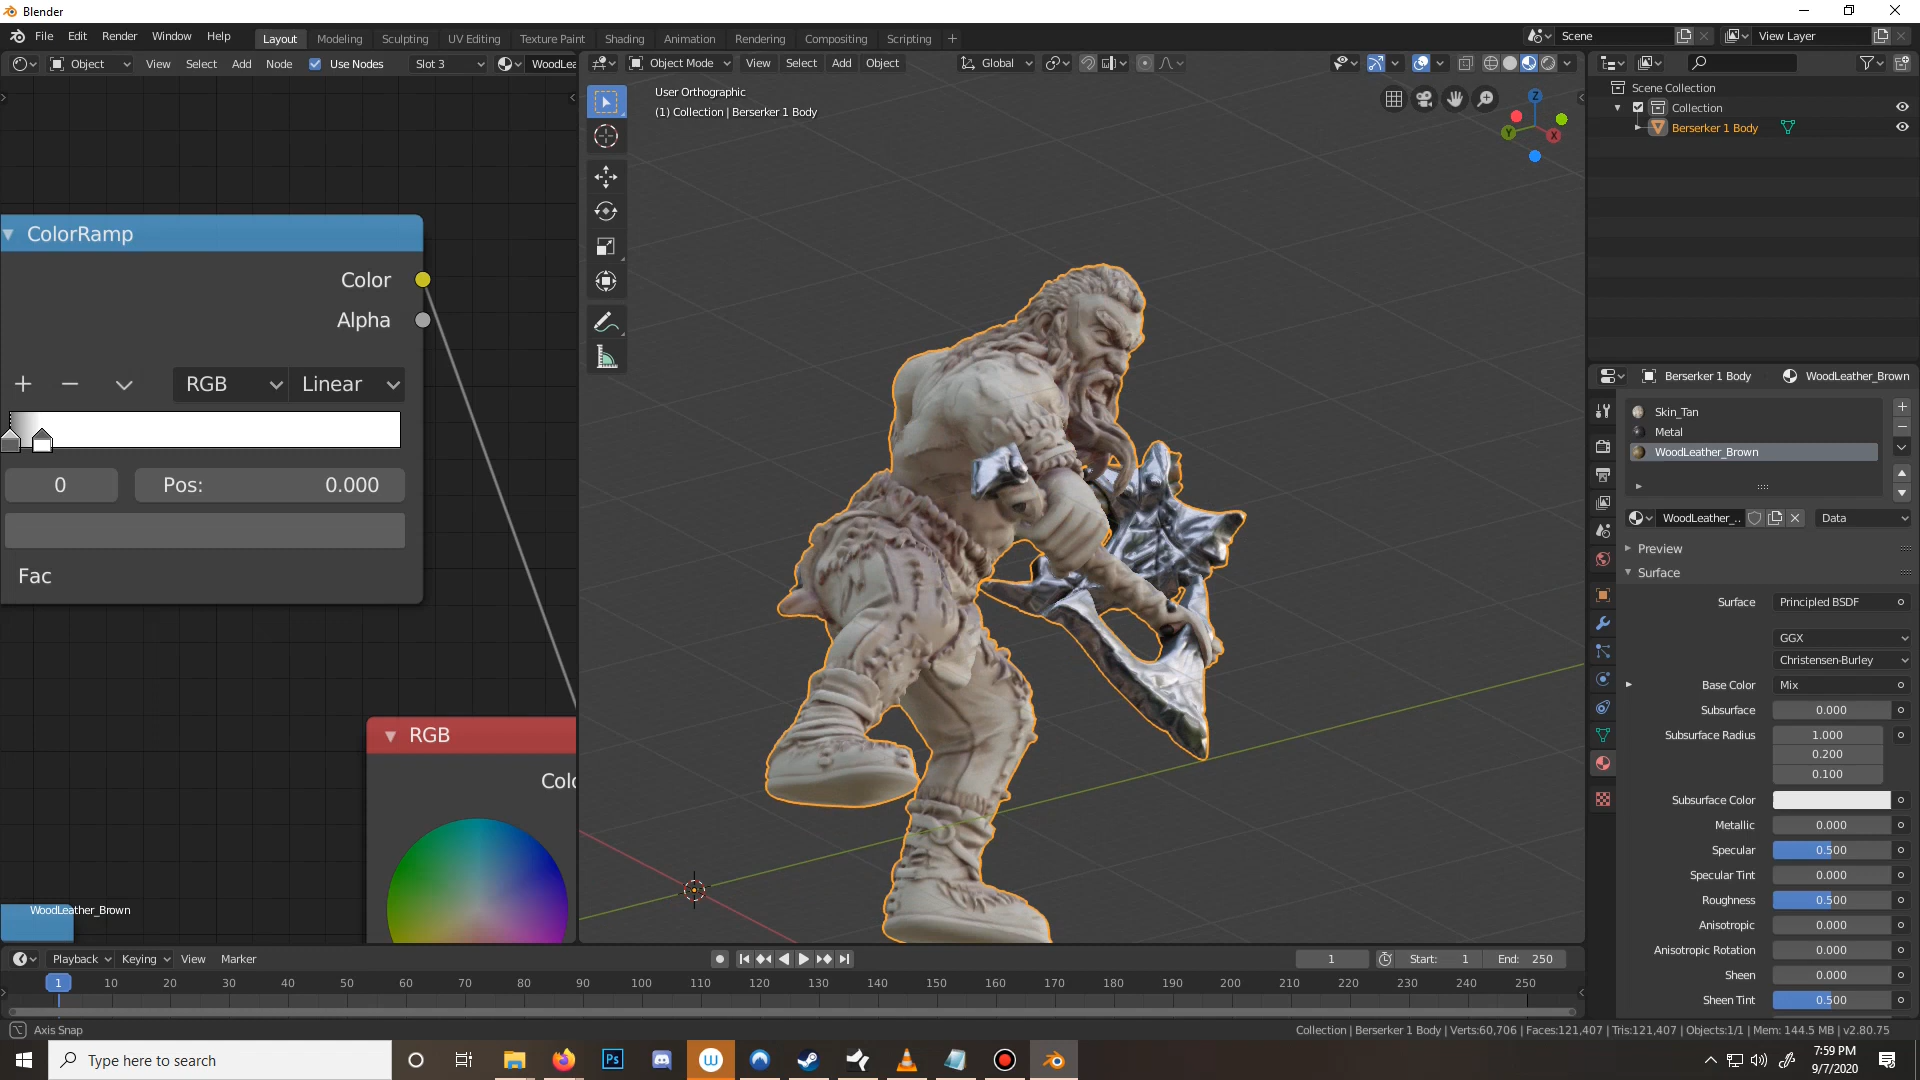 Blender
File Edit Render Window Help
Layout Modeling Sculpting UV Editing Texture Paint Shading Animation Rendering Compositing Scripting
Scene View Layer
Object View Select Add Node Use Nodes Slot 3 WoodLea
Object Mode View Select Add Object Global
User Orthographic
(1) Collection | Berserker 1 Body
Z
Y X
Scene Collection
Collection
Berserker 1 Body
ColorRamp
Color
Alpha
RGB Linear
0 Pos: 0.000
Fac
RGB
Colo
WoodLeather_Brown
Berserker 1 Body WoodLeather_Brown
Skin_Tan
Metal
WoodLeather_Brown
WoodLeather_.. Data
Preview
Surface
Surface Principled BSDF
GGX
Christensen-Burley
Base Color Mix
Subsurface 0.000
Subsurface Radius 1.000
0.200
0.100
Subsurface Color
Metallic 0.000
Specular 0.500
Specular Tint 0.000
Roughness 0.500
Anisotropic 0.000
Anisotropic Rotation 0.000
Sheen 0.000
Sheen Tint 0.500
Playback Keying View Marker 1 Start: 1 End: 250
1 10 20 30 40 50 60 70 80 90 100 110 120 130 140 150 160 170 180 190 200 210 220 230 240 250
Axis Snap
Collection | Berserker 1 Body | Verts:60,706 | Faces:121,407 | Tris:121,407 | Objects:1/1 | Mem: 144.5 MB | v2.80.75
Type here to search
Ps
W
7:59 PM
9/7/2020